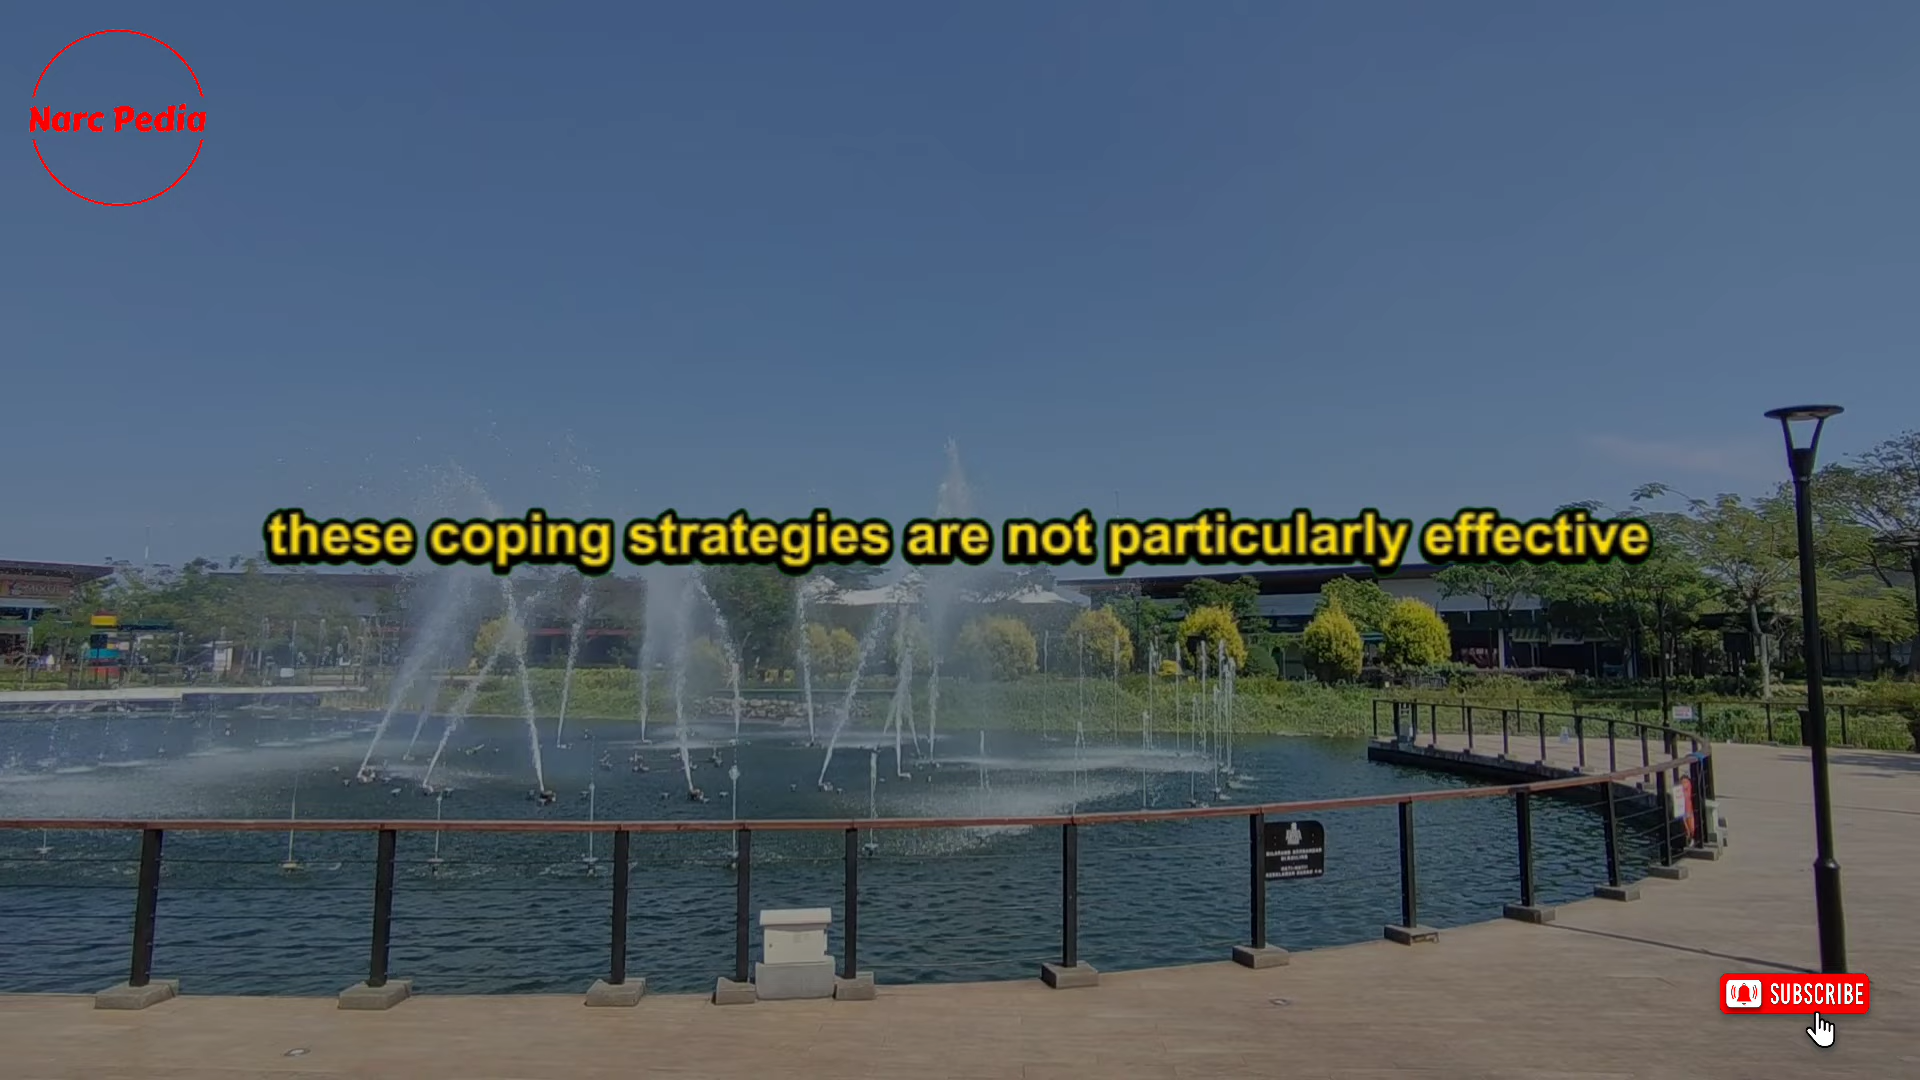 Narc Pedia
these coping strategies are not particularly effective
SUBSCRIBE